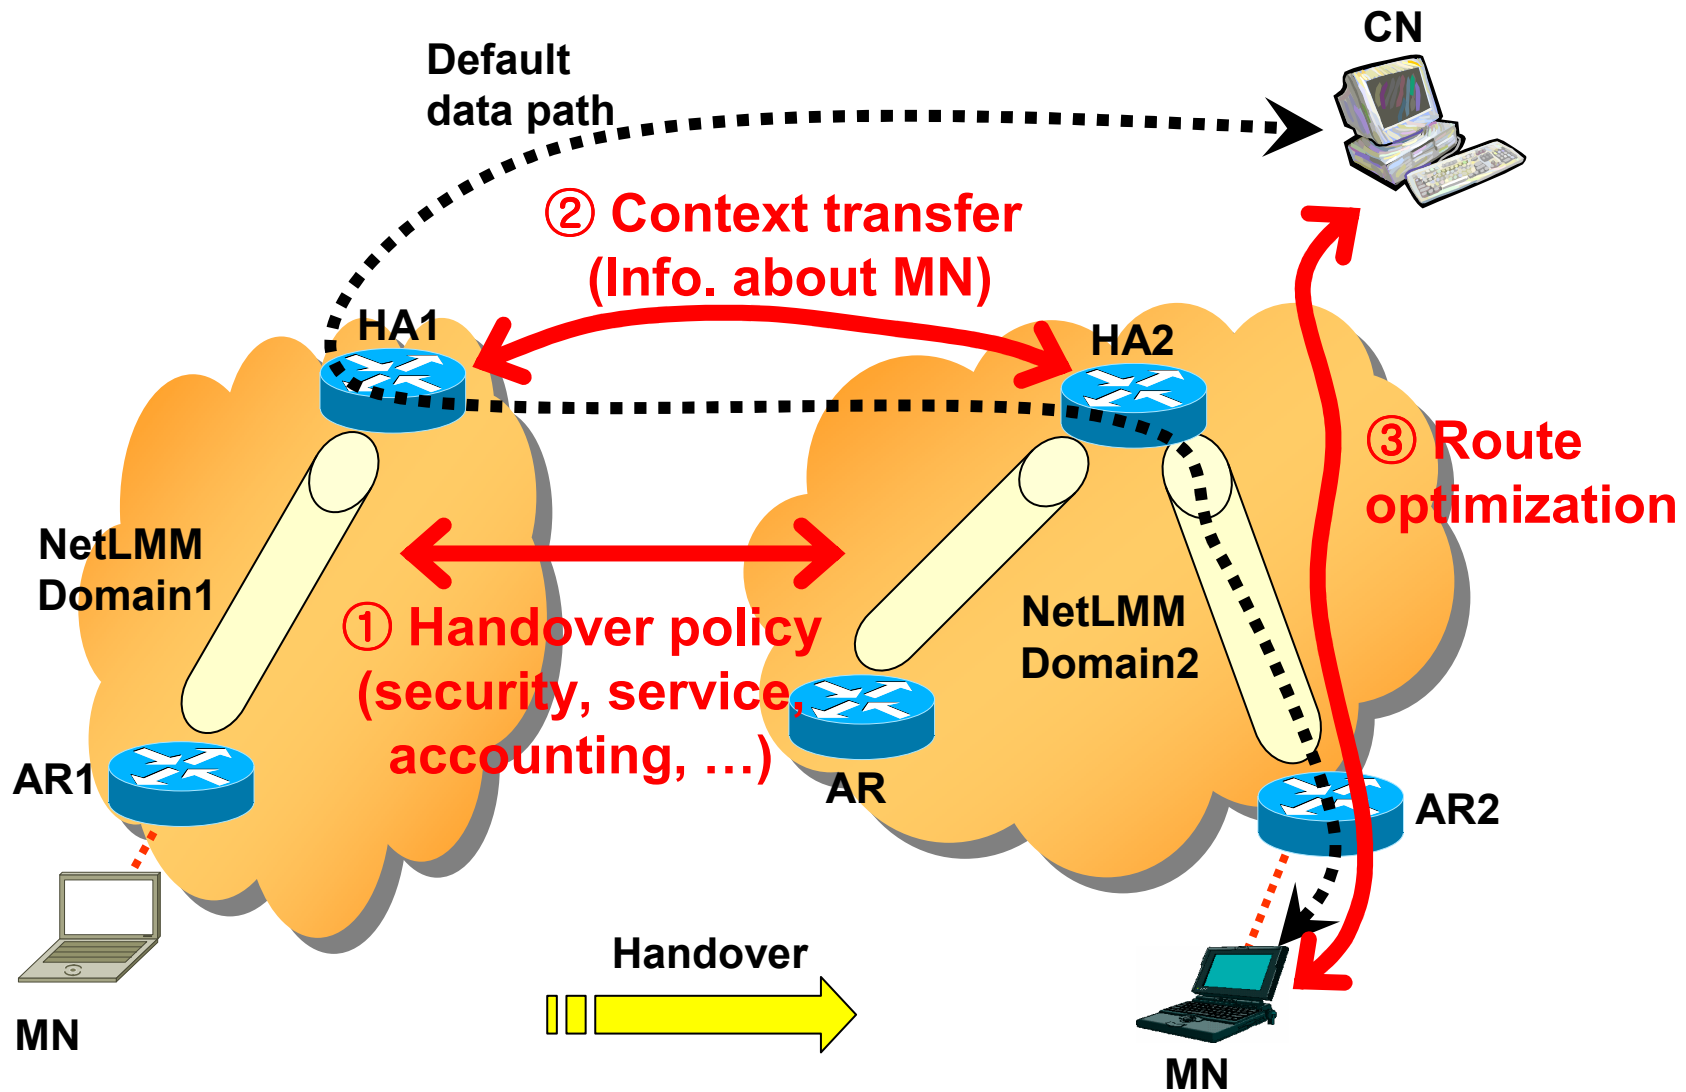 CN
Default
data path
② Context transfer
(Info. about MN)
HA1
HA2
③ Route
optimization
NetLMM
Domain1
① Handover policy
(security, service,
accounting, …)
NetLMM
Domain2
AR1
AR
AR2
Handover
MN
MN